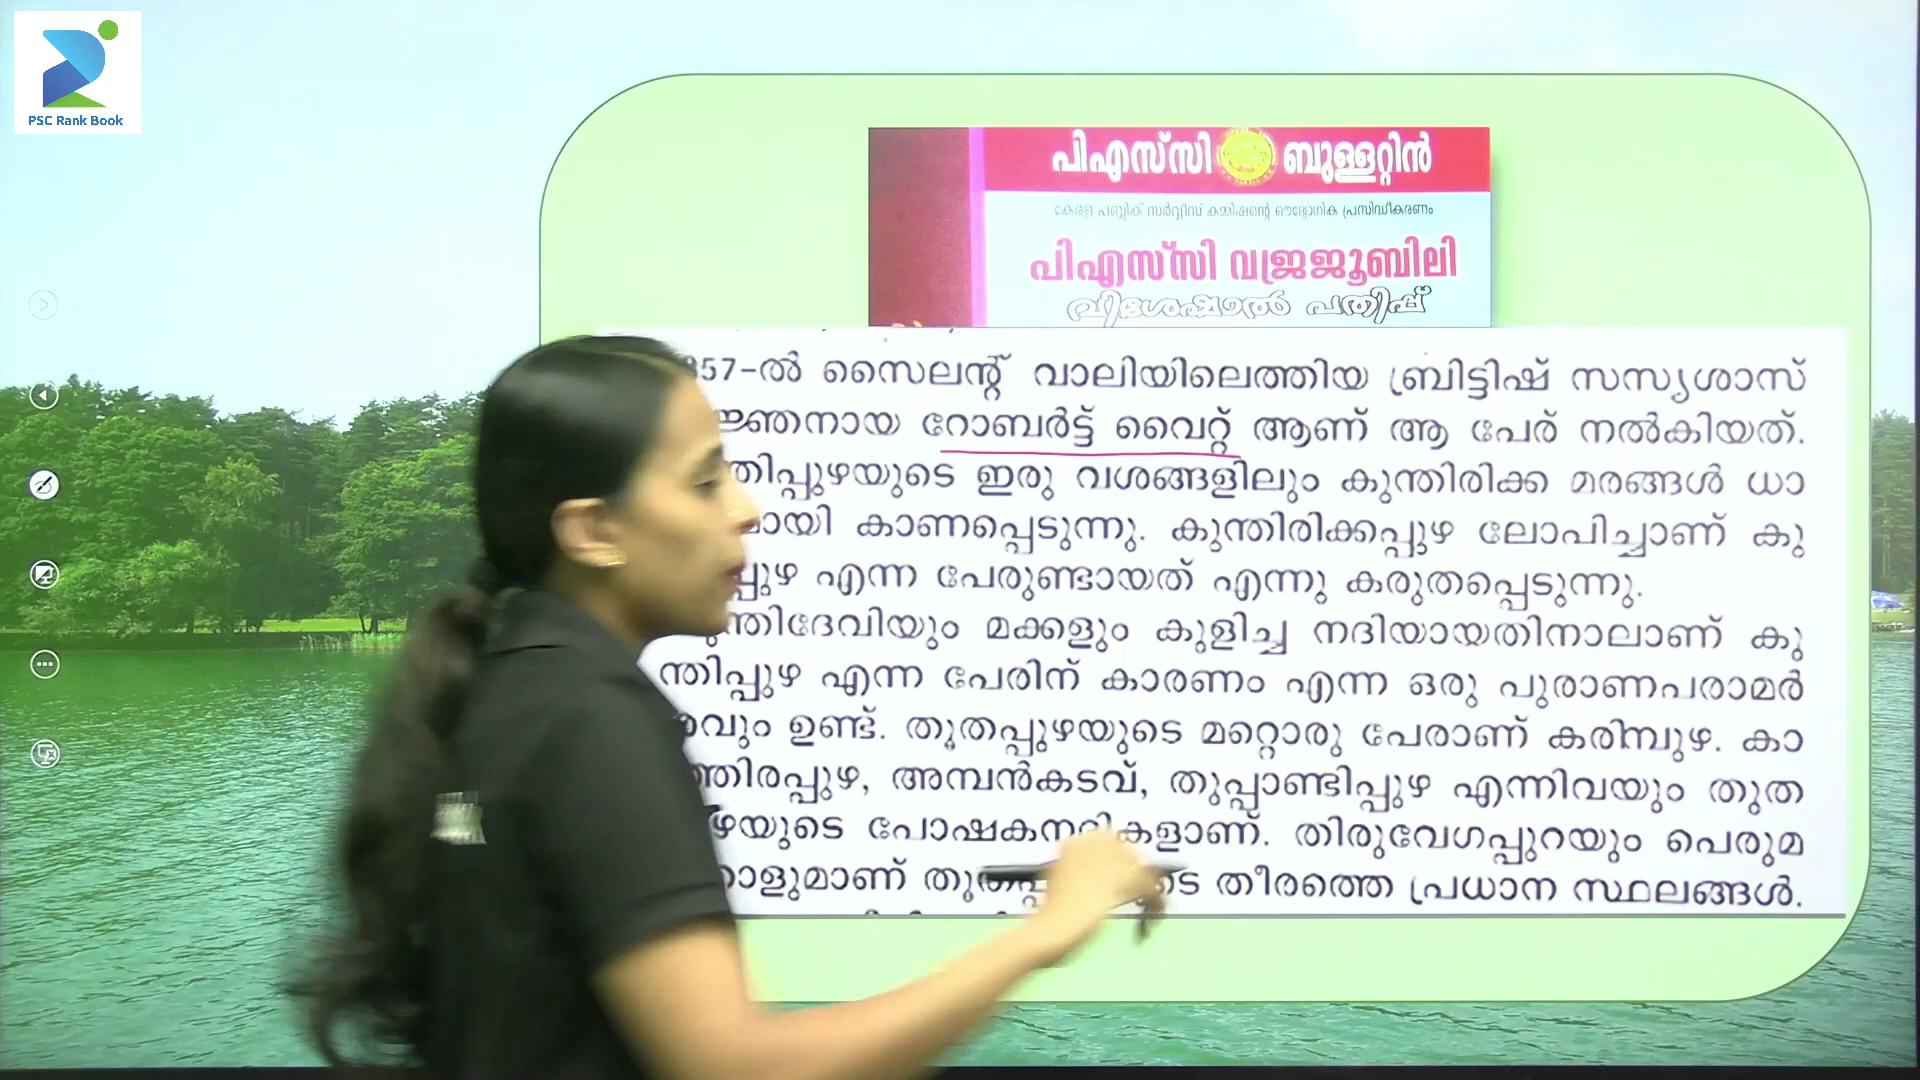 PSC Rank Book
പിഎസ്‌സി ബുള്ളറ്റിൻ
കേരള പബ്ലിക് സർവ്വീസ് കമ്മിഷന്റെ ഔദ്യോഗിക പ്രസിദ്ധീകരണം
പിഎസ്‌സി വജ്രജൂബിലി
വിശേഷാൽ പതിപ്പ്
857-ൽ സൈലന്റ് വാലിയിലെത്തിയ ബ്രിട്ടിഷ് സസ്യശാസ്
ജ്ഞനായ റോബർട്ട് വൈറ്റ് ആണ് ആ പേര് നൽകിയത്.
തിപ്പുഴയുടെ ഇരു വശങ്ങളിലും കുന്തിരിക്ക മരങ്ങൾ ധാ
മായി കാണപ്പെടുന്നു. കുന്തിരിക്കപ്പുഴ ലോപിച്ചാണ് കു
പ്പുഴ എന്ന പേരുണ്ടായത് എന്നു കരുതപ്പെടുന്നു.
ന്തിദേവിയും മക്കളും കുളിച്ച നദിയായതിനാലാണ് കു
ന്തിപ്പുഴ എന്ന പേരിന് കാരണം എന്ന ഒരു പുരാണപരാമർ
വും ഉണ്ട്. തൂതപ്പുഴയുടെ മറ്റൊരു പേരാണ് കരിമ്പുഴ. കാ
ഞ്ഞിരപ്പുഴ, അമ്പൻകടവ്, തുപ്പാണ്ടിപ്പുഴ എന്നിവയും തൂത
ഴയുടെ പോഷകനദികളാണ്. തിരുവേഗപ്പുറയും പെരുമ
ളുമാണ് തീരത്തെ പ്രധാന സ്ഥലങ്ങൾ.